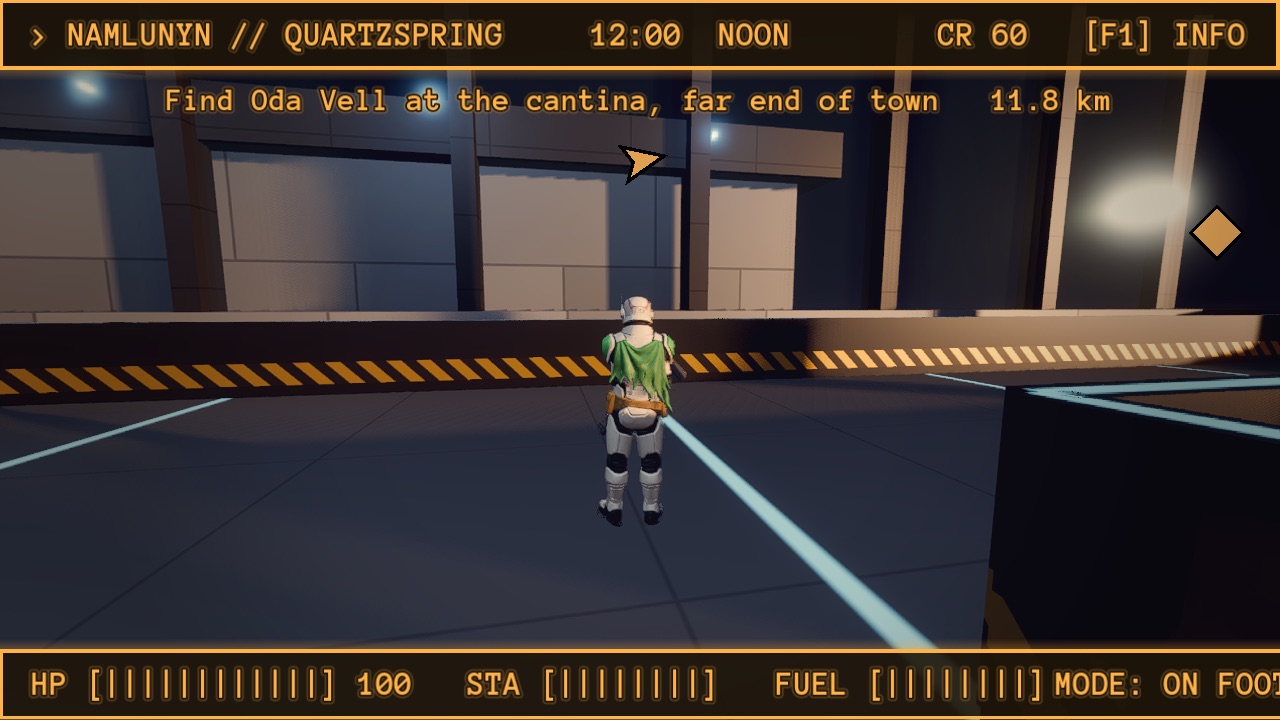 > NAMLUNYN // QUARTZSPRING 12:00 NOON CR 60 [F1] INFO
Find Oda Vell at the cantina, far end of town 11.8 km
HP [||||||||||||] 100 STA [||||||||] FUEL [||||||||] MODE: ON FOOT